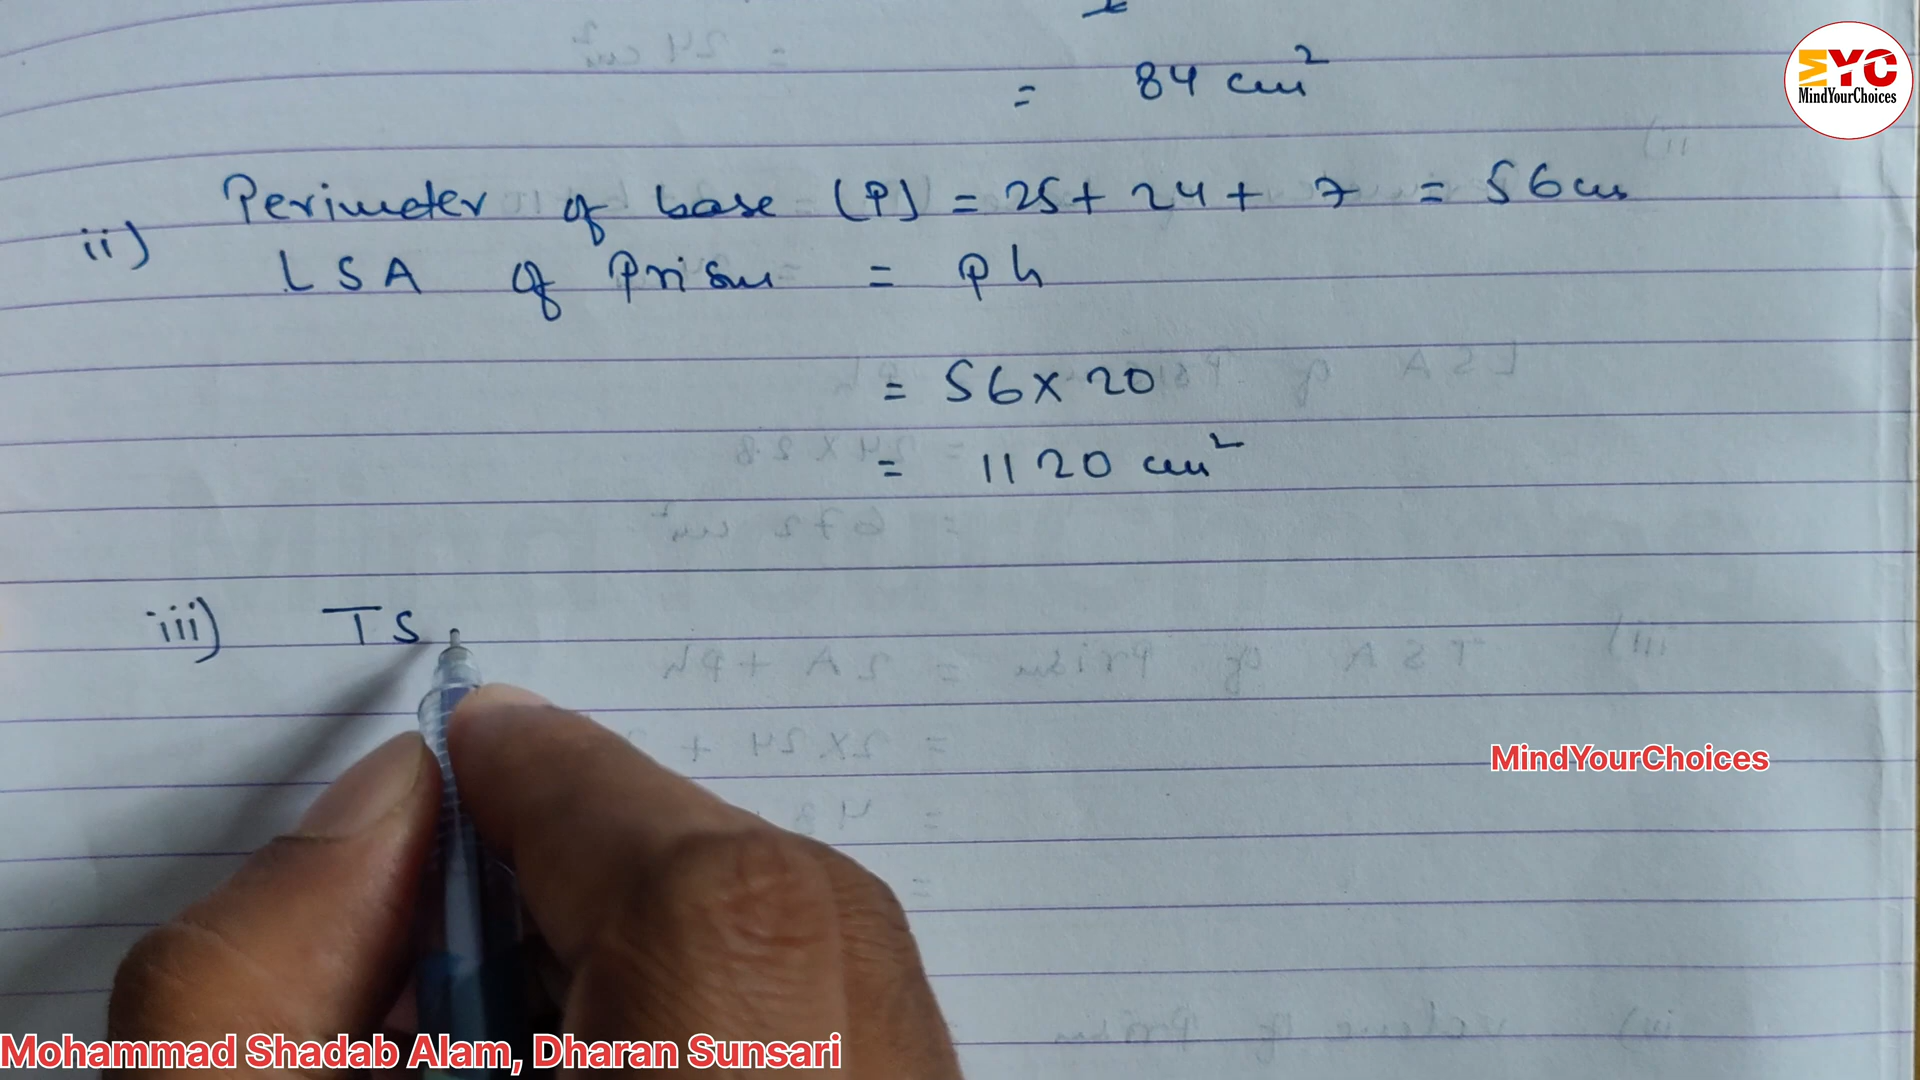 = 84 cm²
MYC
MindYourChoices
Perimeter of base (P) = 25 + 24 + 7 = 56 cm
ii)
LSA of Prism = Ph
= 56 × 20
= 1120 cm²
iii) TS
MindYourChoices
Mohammad Shadab Alam, Dharan Sunsari